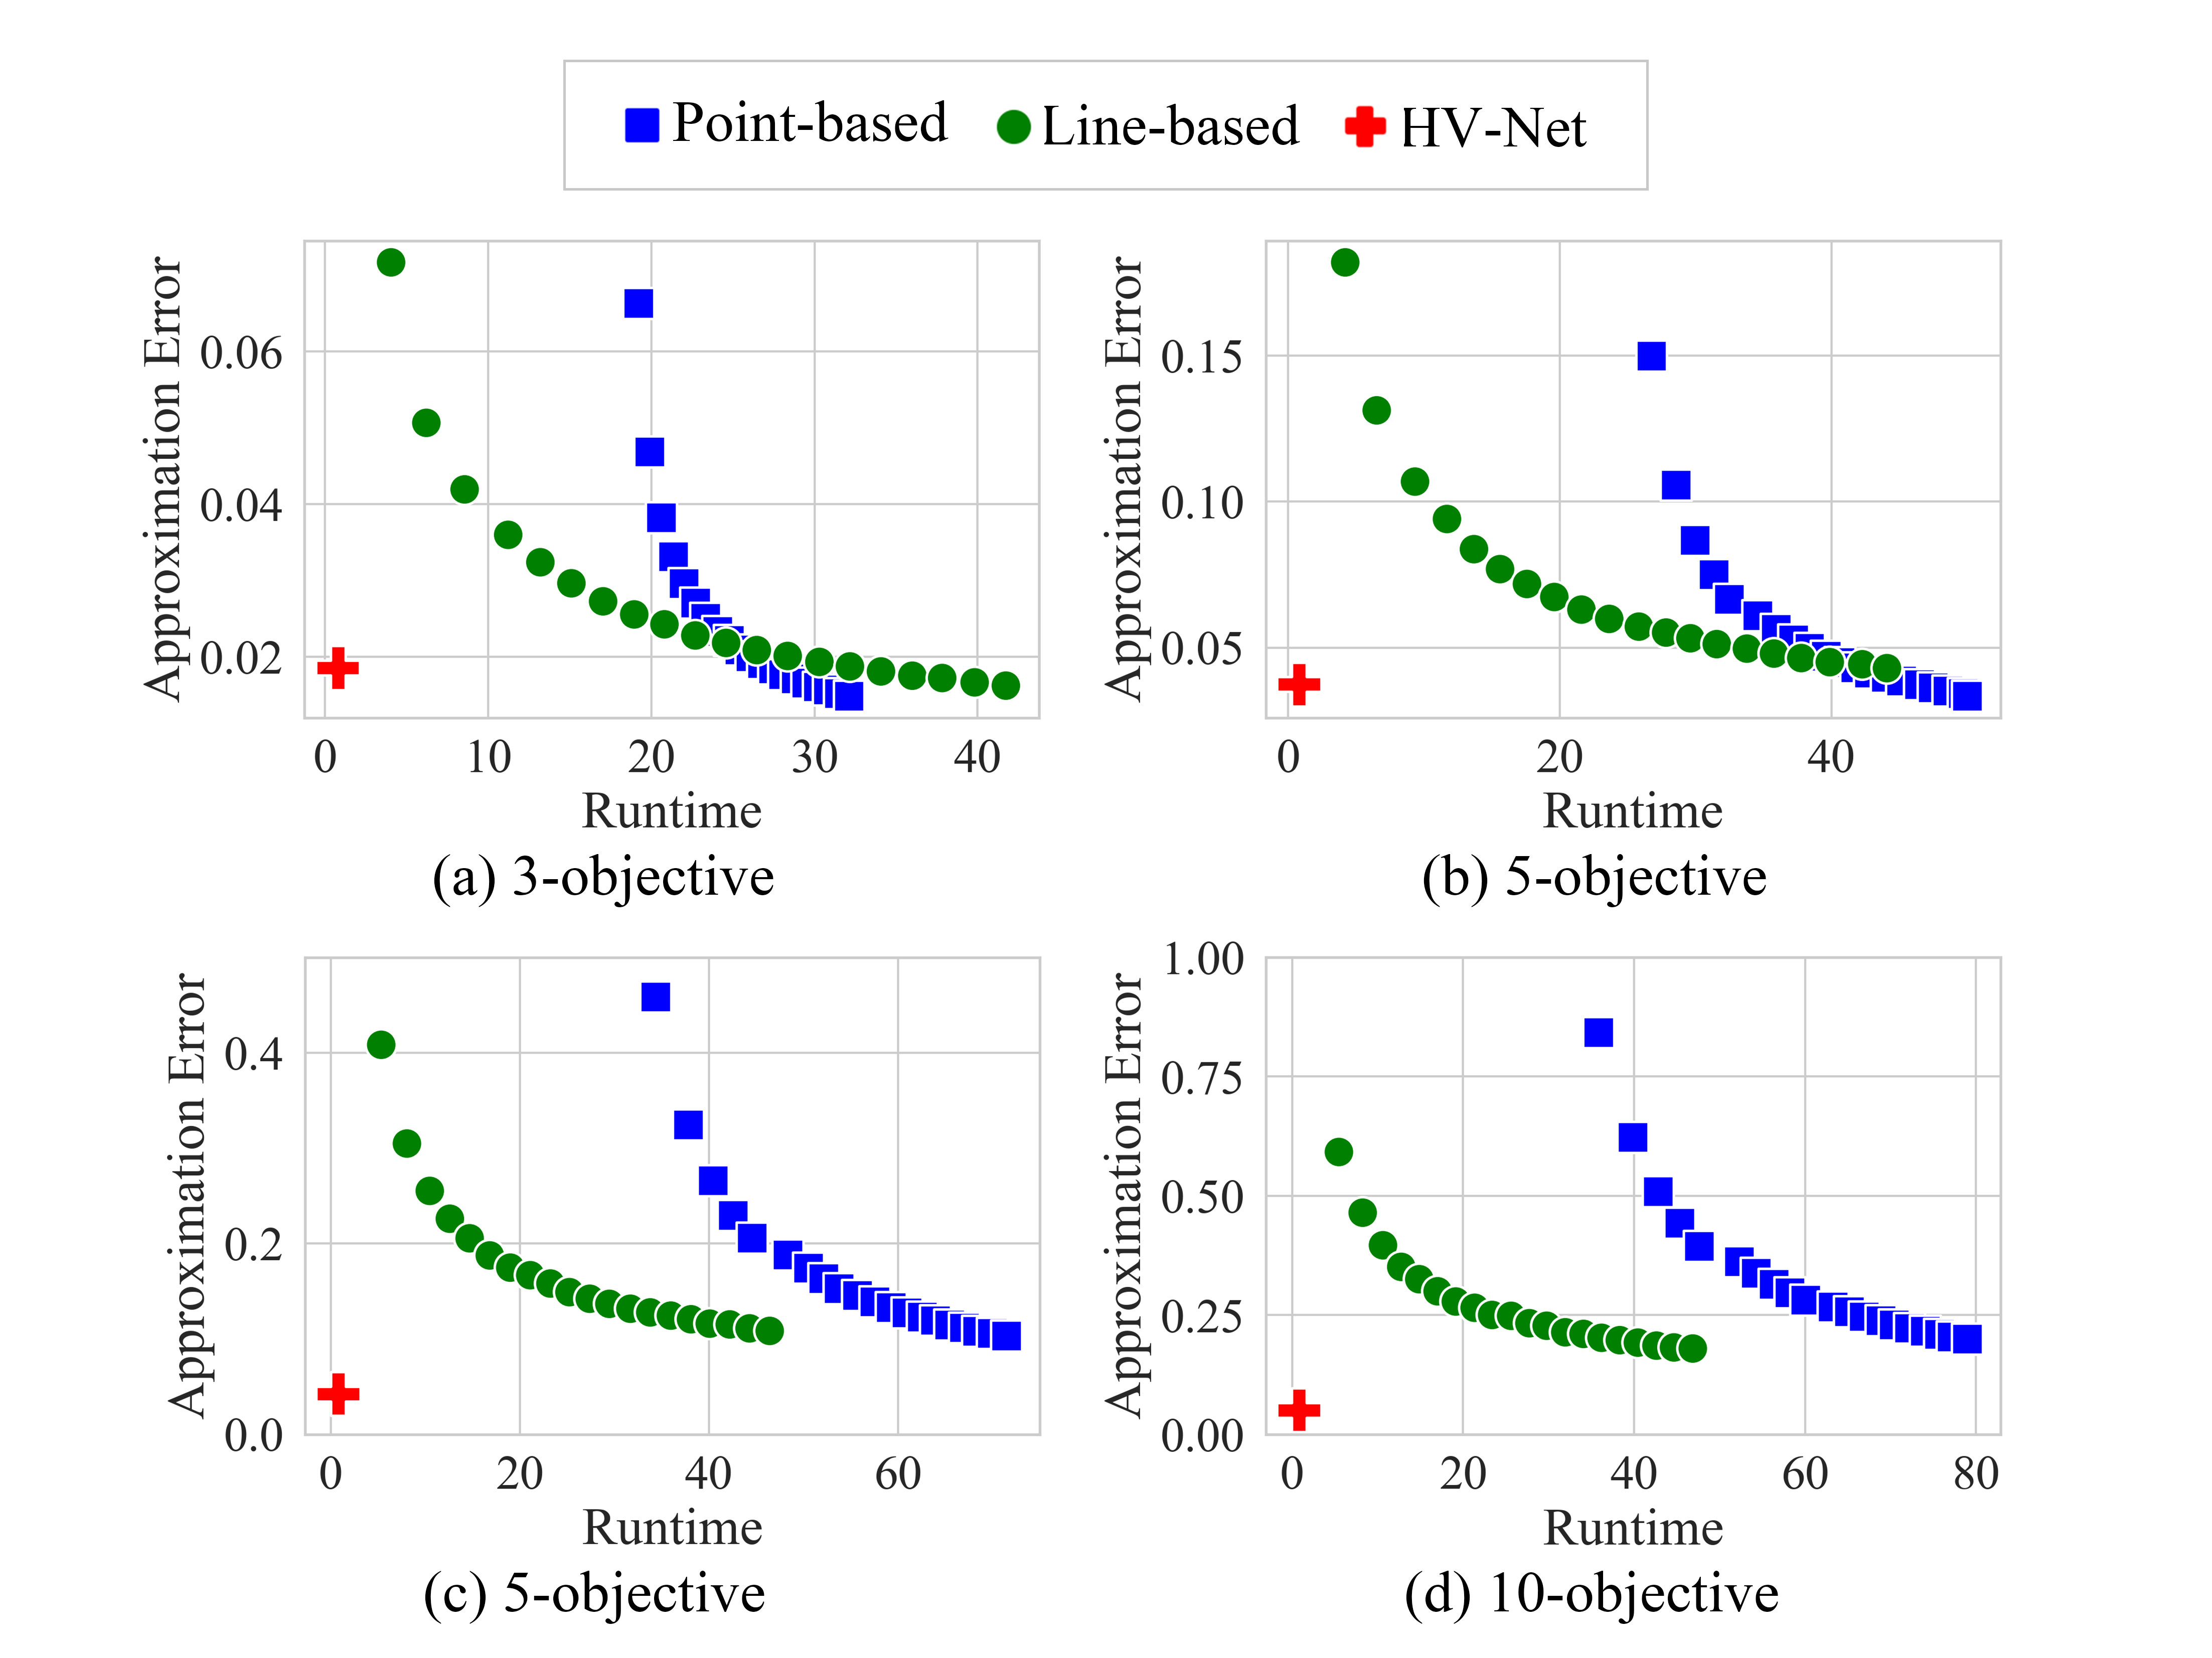 Point-based Line-based HV-Net
Approximation Error
0.06
0.04
0.02
0 10 20 30 40
Runtime
(a) 3-objective
Approximation Error
0.15
0.10
0.05
0 20 40
Runtime
(b) 5-objective
Approximation Error
0.4
0.2
0.0
0 20 40 60
Runtime
(c) 5-objective
Approximation Error
1.00
0.75
0.50
0.25
0.00
0 20 40 60 80
Runtime
(d) 10-objective